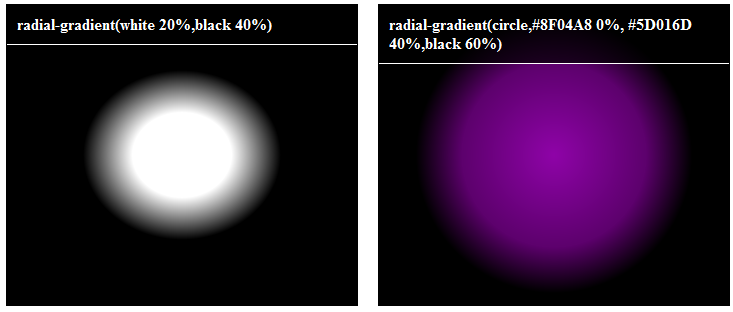 radial-gradient(white 20%,black 40%)
radial-gradient(circle,#8F04A8 0%, #5D016D
40%,black 60%)